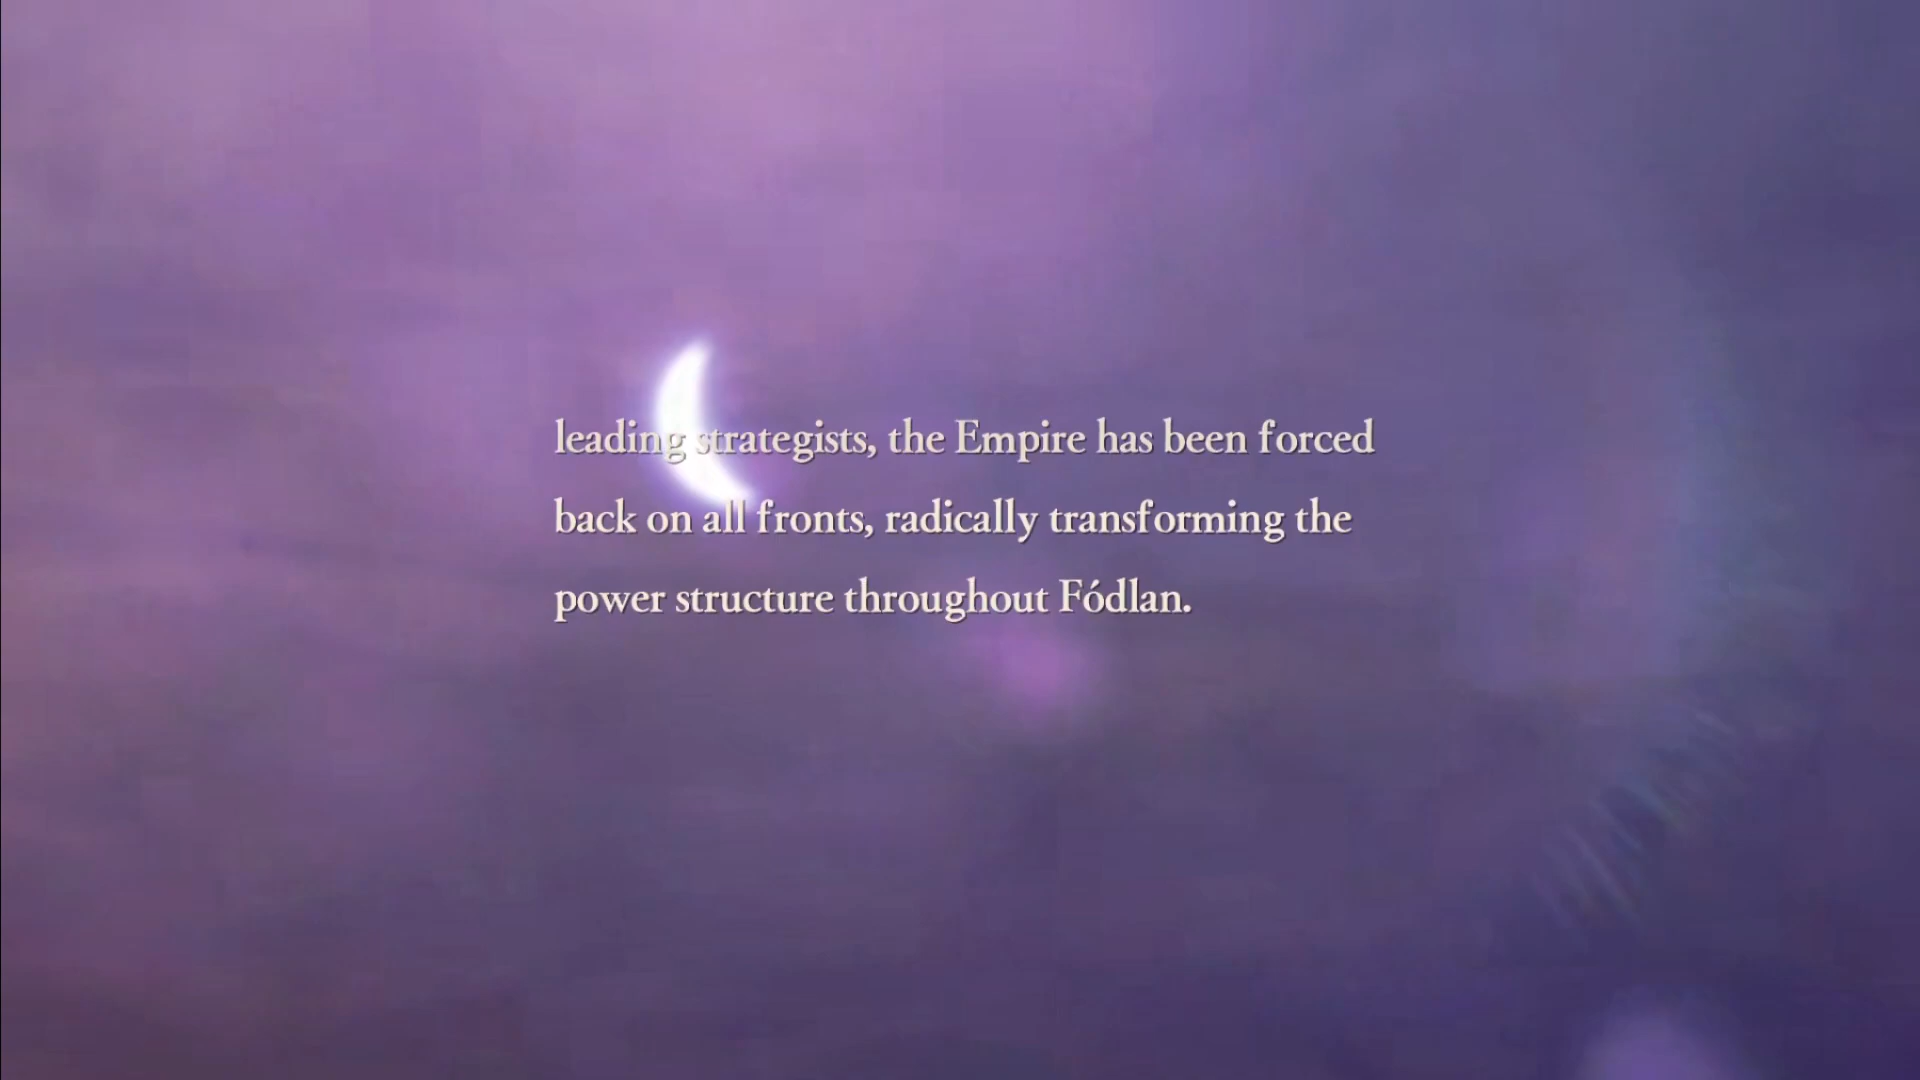 leading strategists, the Empire has been forced
back on all fronts, radically transforming the
power structure throughout Fódlan.